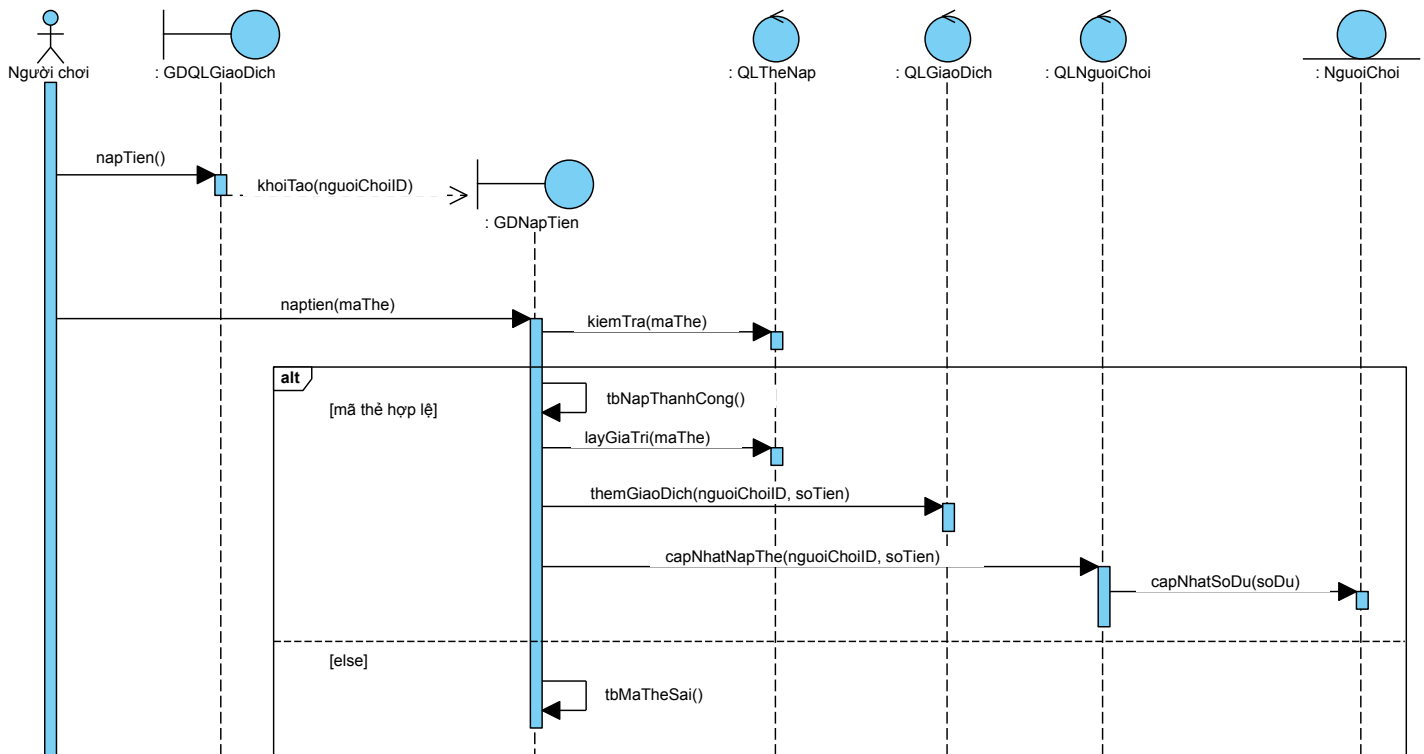 Người chơi
: GDQLGiaoDich
: QLTheNap
: QLGiaoDich
: QLNguoiChoi
: NguoiChoi
napTien()
khoiTao(nguoiChoiID)
: GDNapTien
naptien(maThe)
kiemTra(maThe)
alt
[mã thẻ hợp lệ]
tbNapThanhCong()
layGiaTri(maThe)
themGiaoDich(nguoiChoiID, soTien)
capNhatNapThe(nguoiChoiID, soTien)
capNhatSoDu(soDu)
[else]
tbMaTheSai()